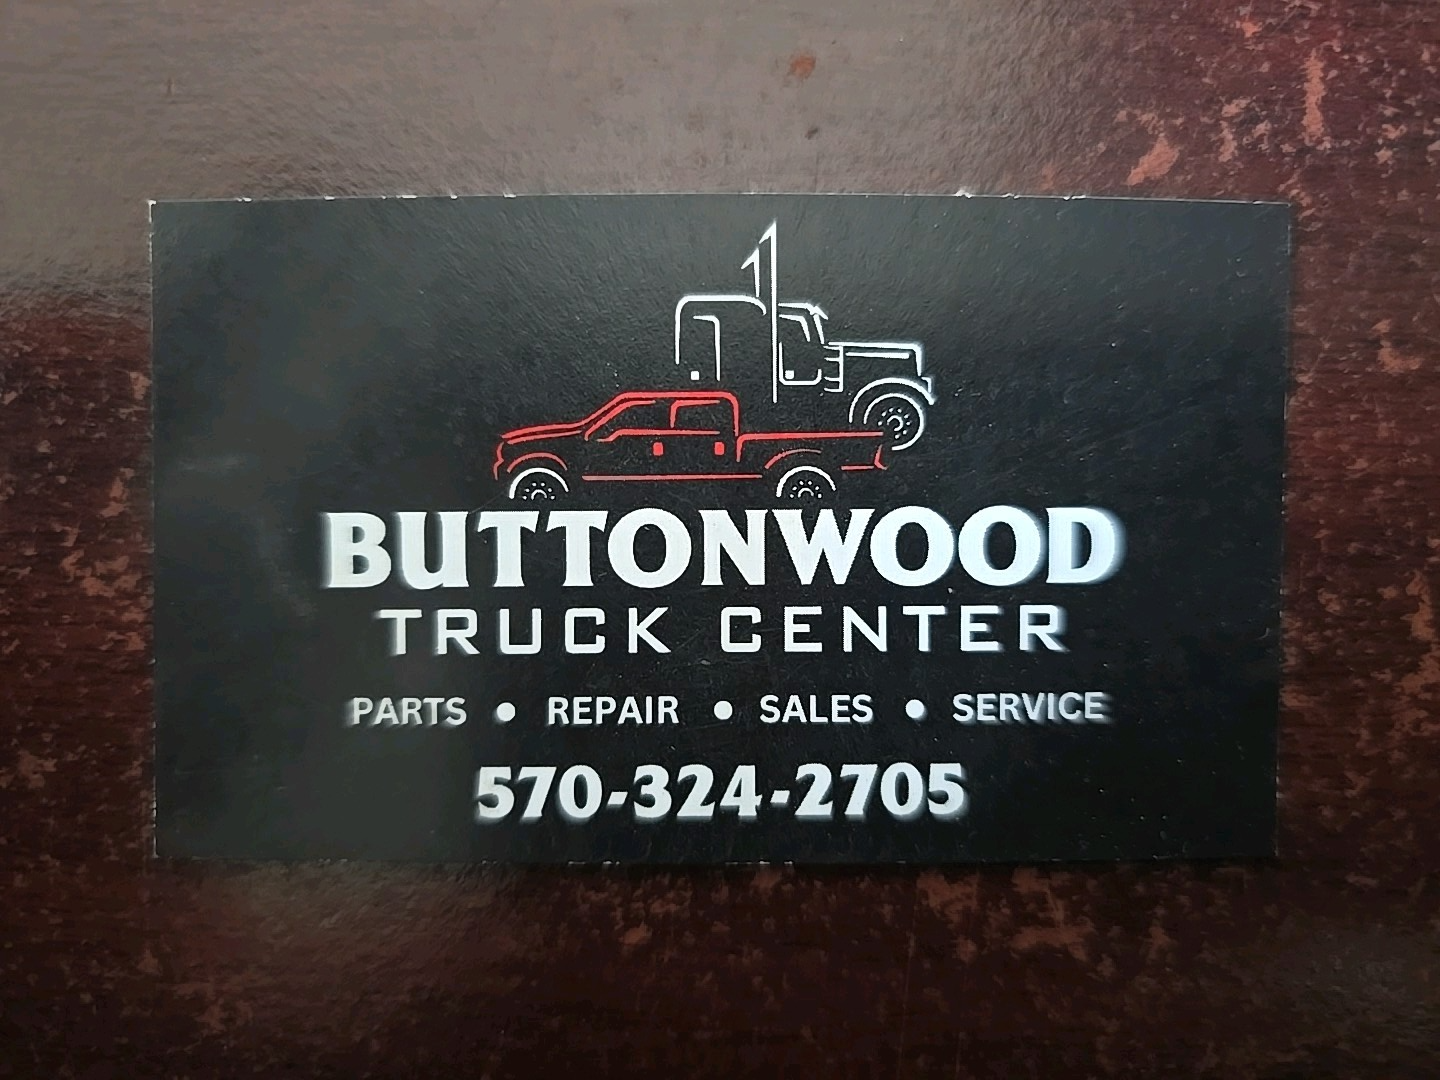 BUTTONWOOD
TRUCK CENTER
PARTS • REPAIR • SALES • SERVICE
570-324-2705